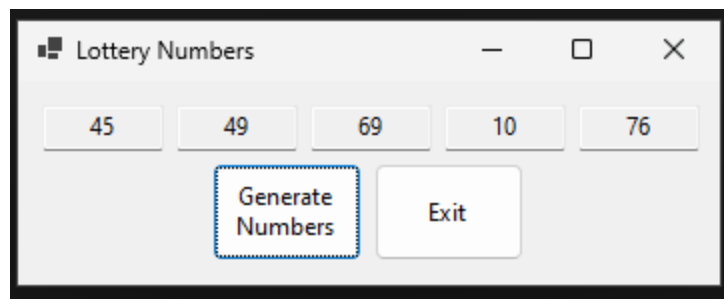 Lottery Numbers
45 49 69 10 76
Generate
Numbers
Exit